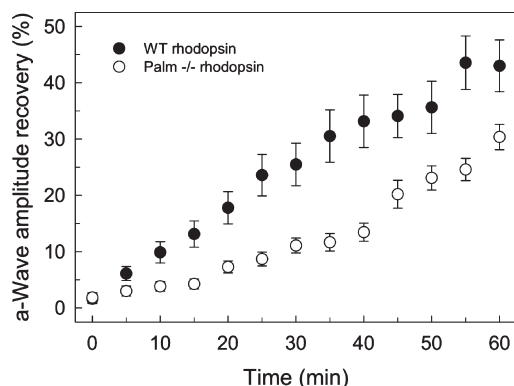 50
WT rhodopsin
Palm -/- rhodopsin
40
30
20
10
0
a-Wave amplitude recovery (%)
0 10 20 30 40 50 60
Time (min)